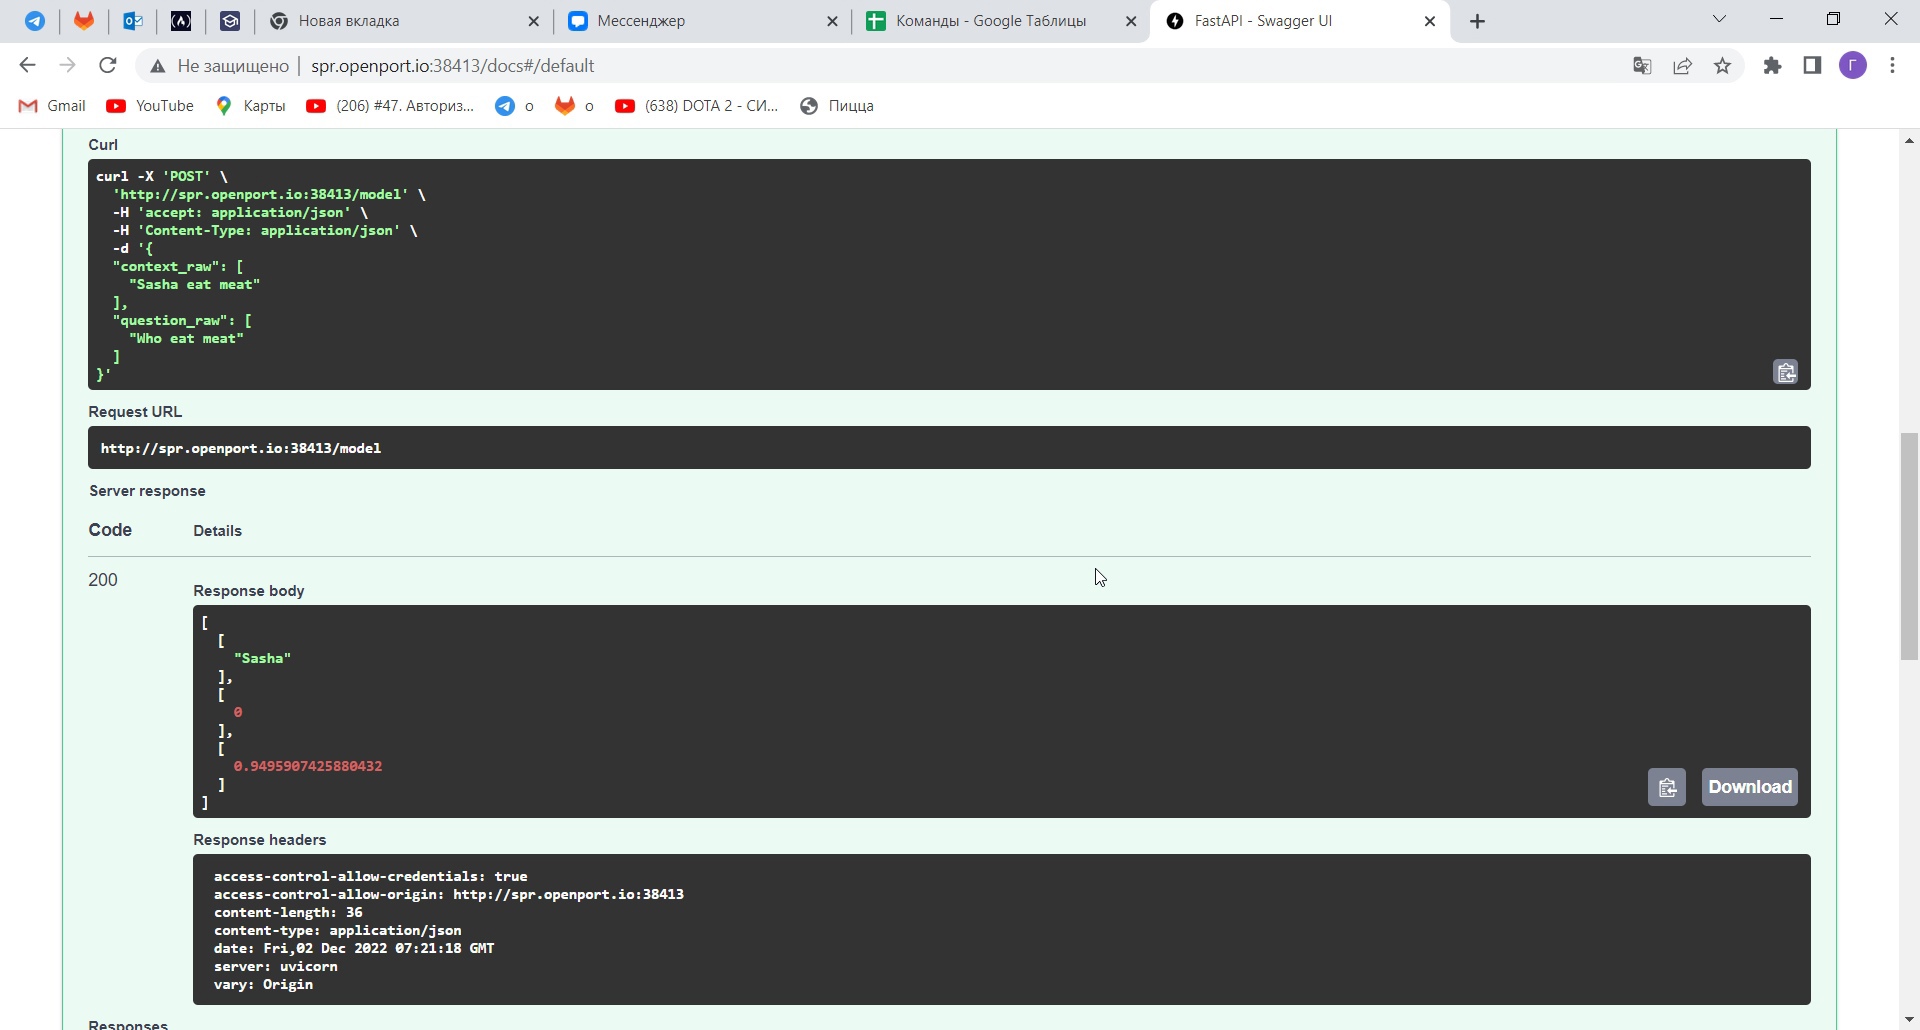 Новая вкладка
Мессенджер
Команды - Google Таблицы
FastAPI - Swagger UI
Не защищено | spr.openport.io:38413/docs#/default
Г
Gmail
YouTube
Карты
(206) #47. Авториз...
о
о
(638) DOTA 2 - СИ...
Пицца
Curl
curl -X 'POST' \
'http://spr.openport.io:38413/model' \
-H 'accept: application/json' \
-H 'Content-Type: application/json' \
-d '{
"context_raw": [
"Sasha eat meat"
],
"question_raw": [
"Who eat meat"
]
}'
Request URL
http://spr.openport.io:38413/model
Server response
Code Details
200
Response body
[
[
"Sasha"
],
[
0
],
[
0.9495907425880432
]
]
Download
Response headers
access-control-allow-credentials: true
access-control-allow-origin: http://spr.openport.io:38413
content-length: 36
content-type: application/json
date: Fri,02 Dec 2022 07:21:18 GMT
server: uvicorn
vary: Origin
Responses